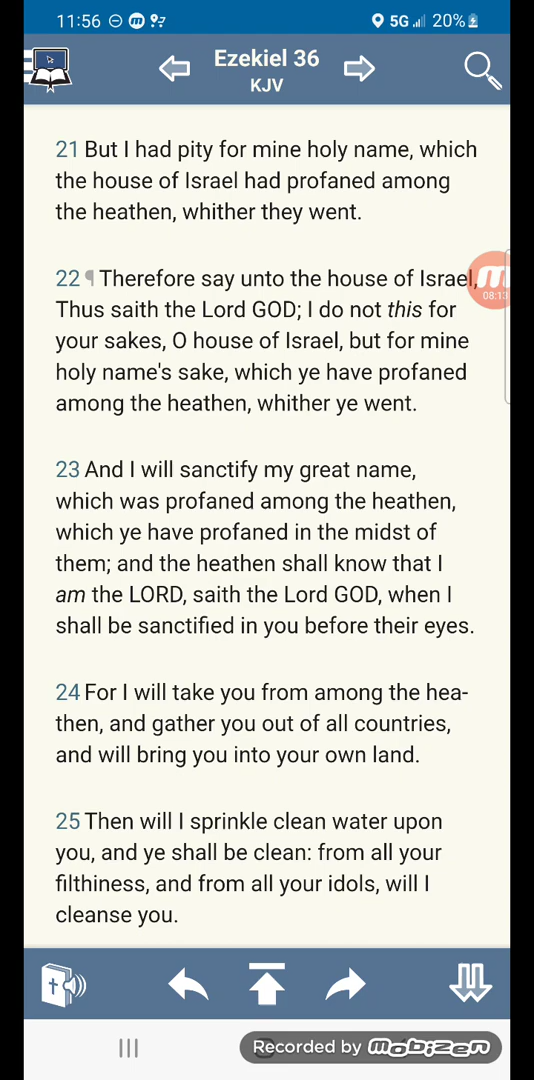 11:56
5G 20%
Ezekiel 36
KJV
21 But I had pity for mine holy name, which
the house of Israel had profaned among
the heathen, whither they went.
22 ¶ Therefore say unto the house of Israel,
Thus saith the Lord GOD; I do not this for
your sakes, O house of Israel, but for mine
holy name's sake, which ye have profaned
among the heathen, whither ye went.
08:13
23 And I will sanctify my great name,
which was profaned among the heathen,
which ye have profaned in the midst of
them; and the heathen shall know that I
am the LORD, saith the Lord GOD, when I
shall be sanctified in you before their eyes.
24 For I will take you from among the hea-
then, and gather you out of all countries,
and will bring you into your own land.
25 Then will I sprinkle clean water upon
you, and ye shall be clean: from all your
filthiness, and from all your idols, will I
cleanse you.
Recorded by mobizen